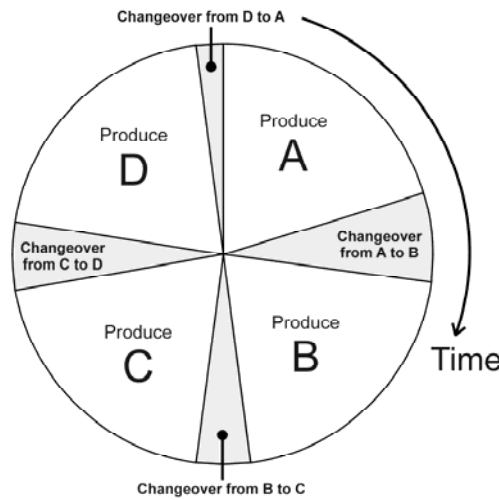 Changeover from D to A
Produce
A
Produce
D
Changeover
from A to B
Changeover
from C to D
Produce
B
Produce
C
Time
Changeover from B to C